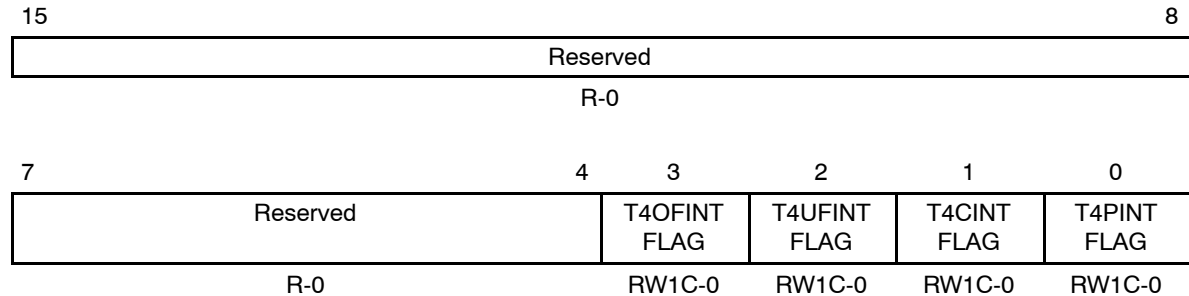 15 8
Reserved
R-0
7 4 3 2 1 0
Reserved T4OFINT FLAG T4UFINT FLAG T4CINT FLAG T4PINT FLAG
R-0 RW1C-0 RW1C-0 RW1C-0 RW1C-0